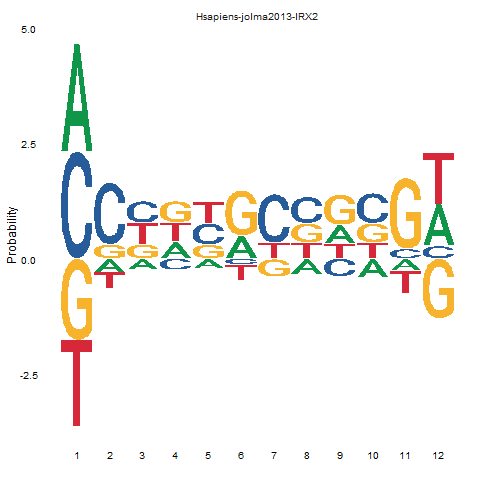 Hsapiens-jolma2013-IRX2
Probability
5.0
2.5
0.0
-2.5
A C G T
C G A T
C T G A
G T A C
T C G A
G A C T
C T G
C G T A
G A T C
C G T A
G C A T
T A C G
1 2 3 4 5 6 7 8 9 10 11 12